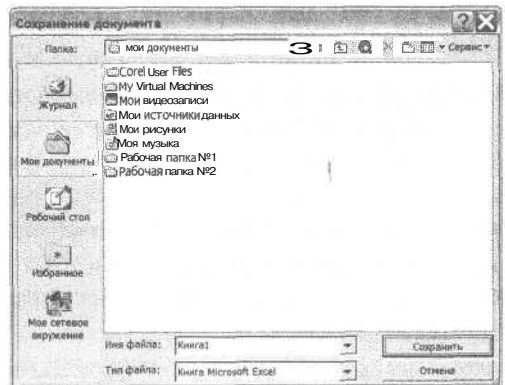 Сохранение документа
Папка: мои документы 3 Сервис
Corel User Files
My Virtual Machines
Мои видеозаписи
Мои источники данных
Мои рисунки
Моя музыка
Рабочая папка №1
Рабочая папка №2
Журнал
Мои документы
Рабочий стол
Избранное
Мое сетевое
окружение
Имя файла: Книга1 Сохранить
Тип файла: Книга Microsoft Excel Отмена